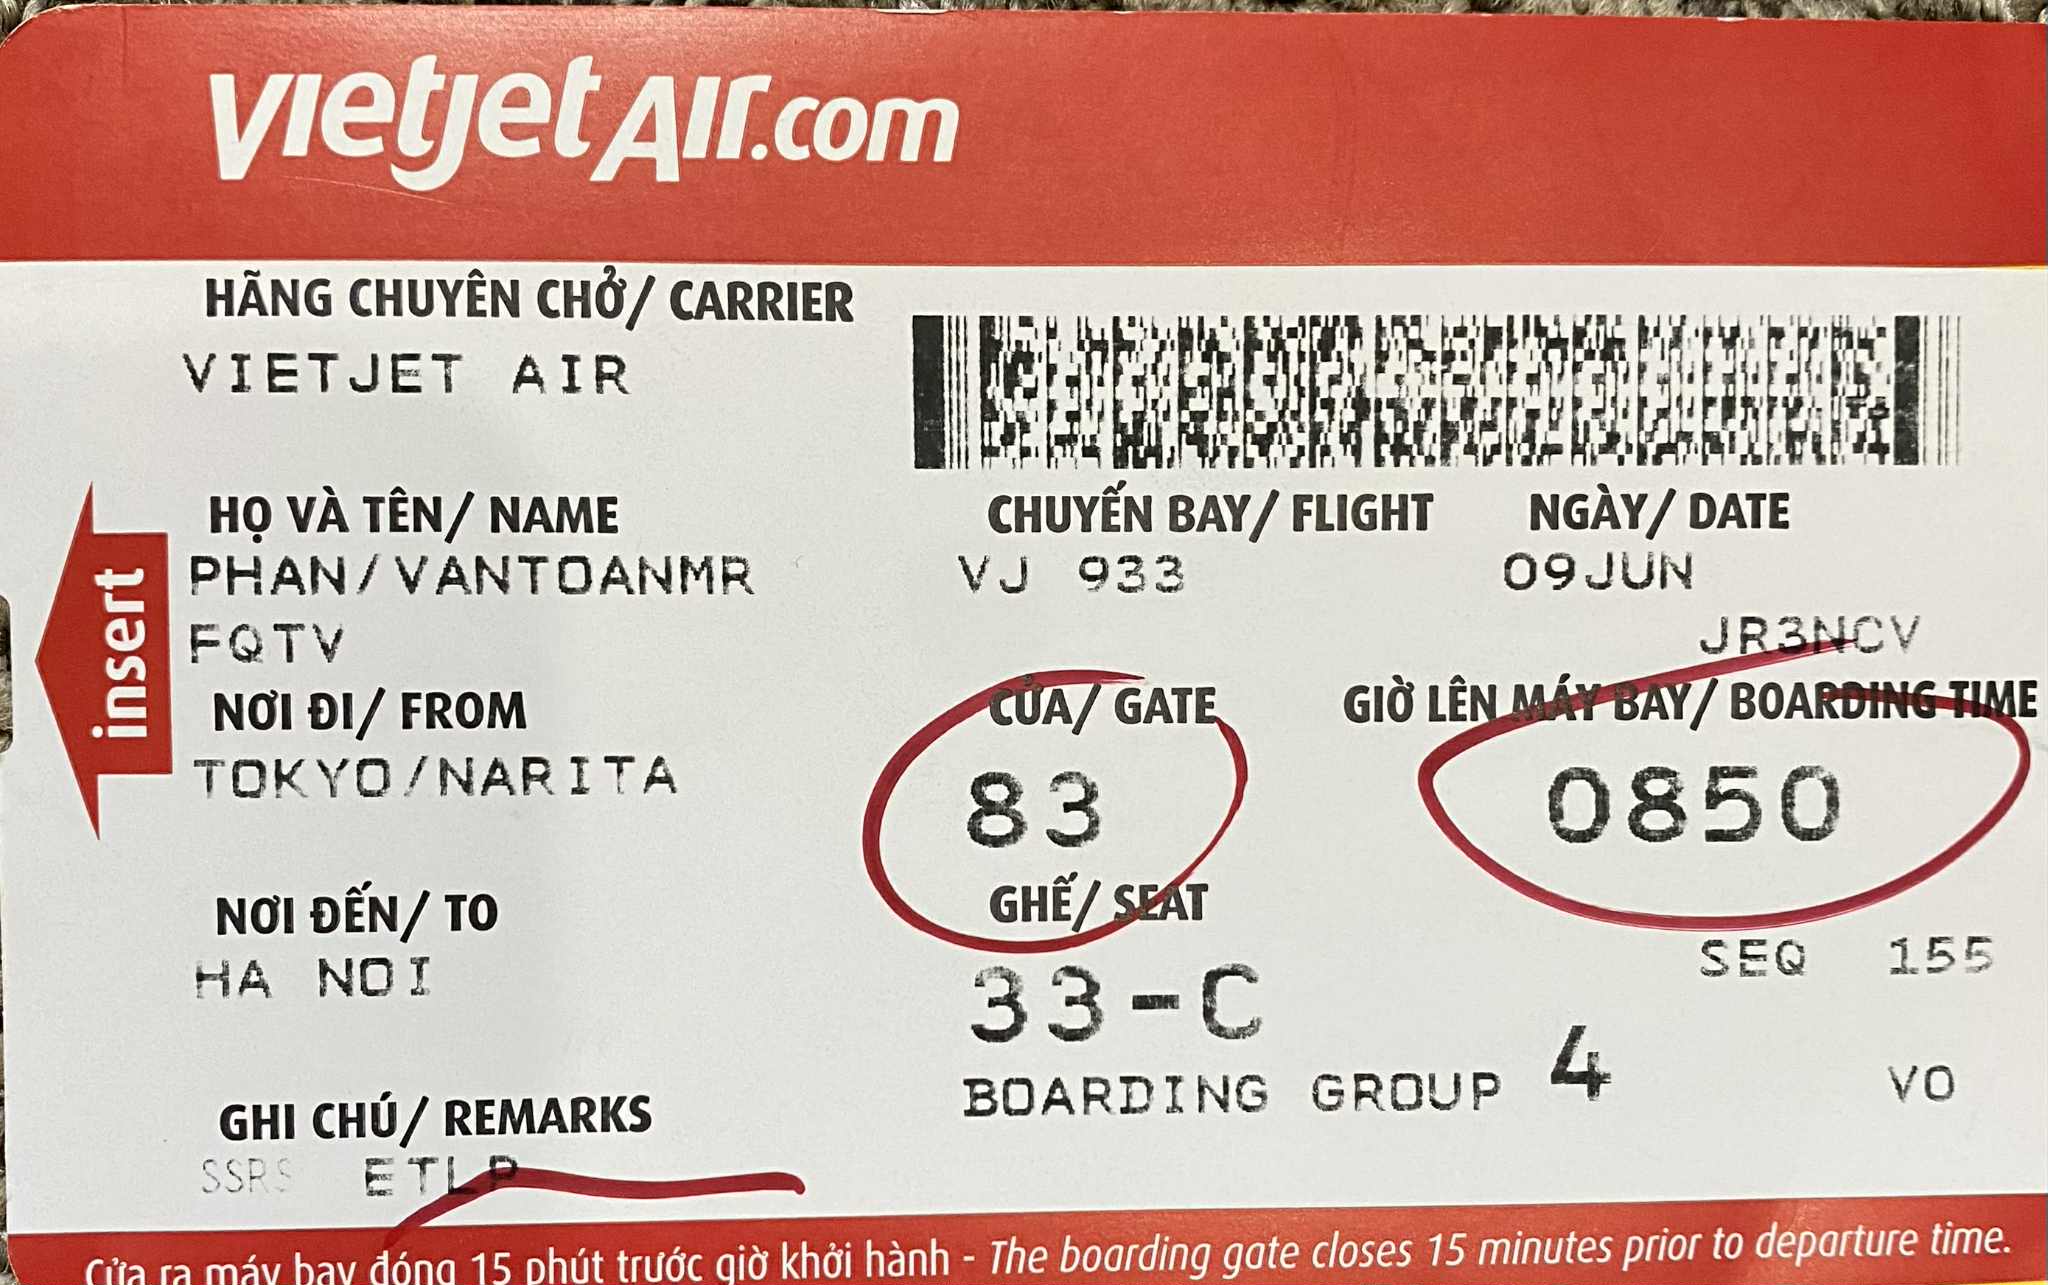 vietjetAir.com
HÃNG CHUYÊN CHỞ/ CARRIER
VIETJET AIR
HỌ VÀ TÊN/ NAME
PHAN/VANTOANMR
FQTV
CHUYẾN BAY/ FLIGHT
VJ 933
NGÀY/ DATE
09JUN
JR3NCV
insert
NƠI ĐI/ FROM
TOKYO/NARITA
CỬA/ GATE
83
GIỜ LÊN MÁY BAY/ BOARDING TIME
0850
NƠI ĐẾN/ TO
HA NOI
GHẾ/ SEAT
33-C
SEQ 155
BOARDING GROUP 4
VO
GHI CHÚ/ REMARKS
SSRS ETLP
Cửa ra máy bay đóng 15 phút trước giờ khởi hành - The boarding gate closes 15 minutes prior to departure time.